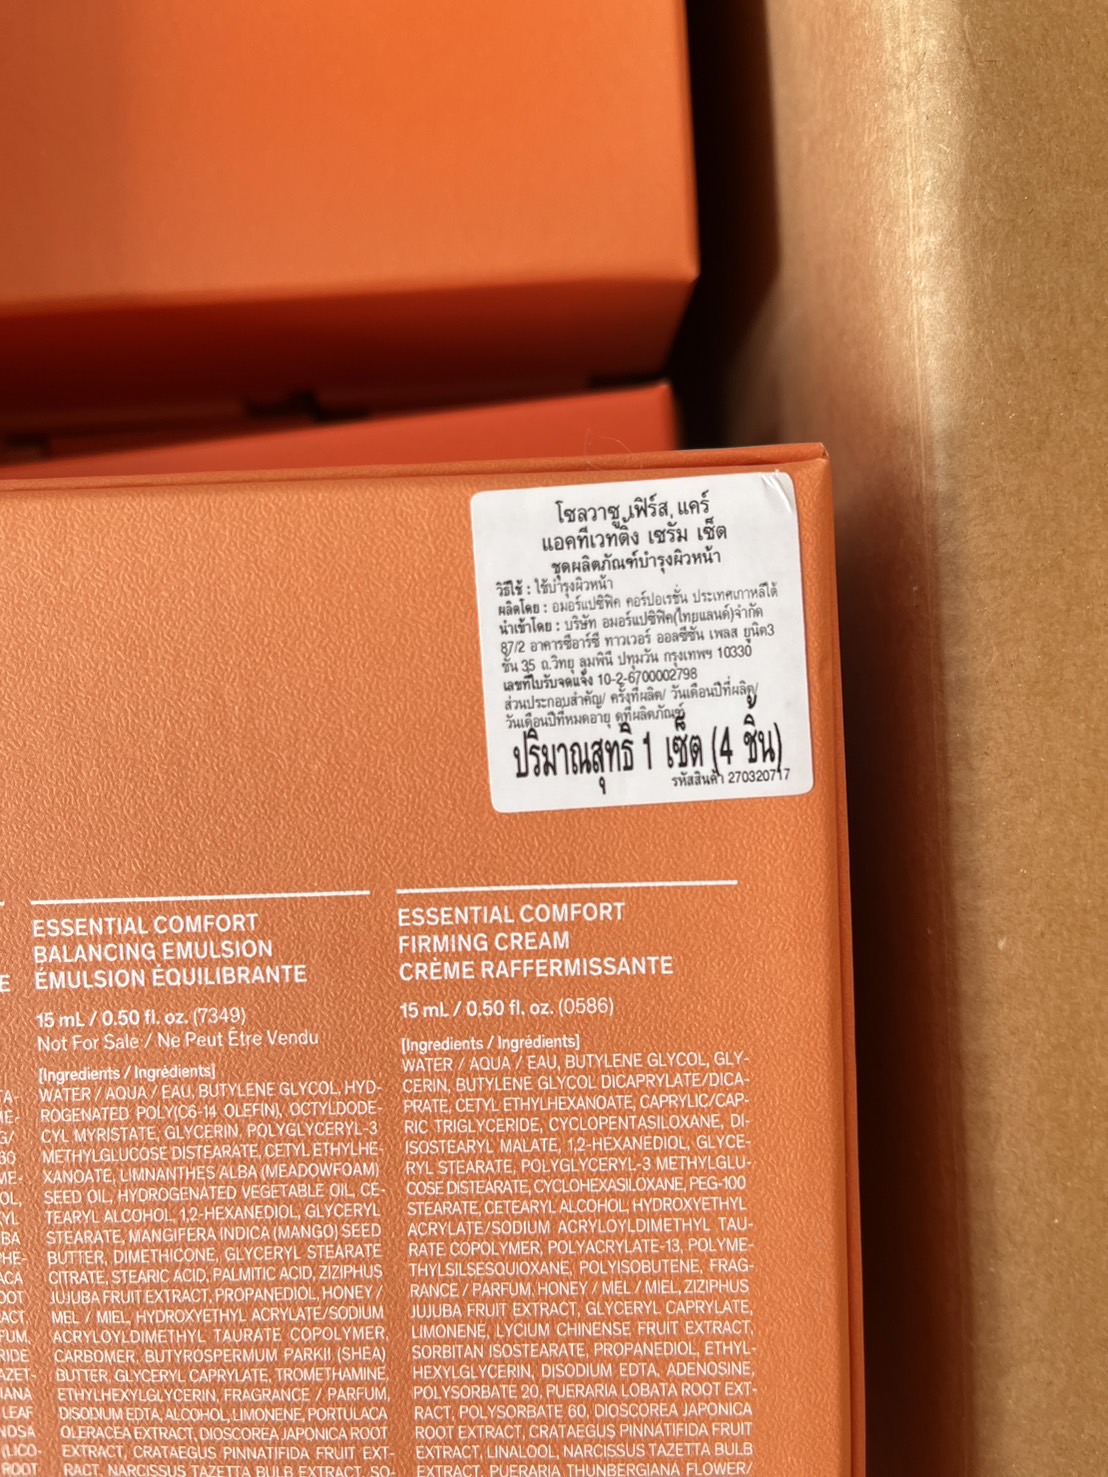 โซลวาซู เฟิร์ส แคร์
แอคทีเวทติ้ง เซรัม เซ็ต
ชุดผลิตภัณฑ์บำรุงผิวหน้า
วิธีใช้ : ใช้บำรุงผิวหน้า
ผลิตโดย : อมอร์แปซิฟิค คอร์ปอเรชั่น ประเทศเกาหลีใต้
นำเข้าโดย : บริษัท อมอร์แปซิฟิค(ไทยแลนด์)จำกัด
87/2 อาคารซีอาร์ซี ทาวเวอร์ ออลซีซัน เพลส ยูนิต3
ชั้น 35 ถ.วิทยุ ลุมพินี ปทุมวัน กรุงเทพฯ 10330
เลขที่ใบรับจดแจ้ง 10-2-6700002798
ส่วนประกอบสำคัญ/ ครั้งที่ผลิต/ วันเดือนปีที่ผลิต/
วันเดือนปีที่หมดอายุ ดูที่ผลิตภัณฑ์
ปริมาณสุทธิ 1 เซ็ต (4 ชิ้น)
รหัสสินค้า 270320717
ESSENTIAL COMFORT
BALANCING EMULSION
ÉMULSION ÉQUILIBRANTE
15 mL / 0.50 fl. oz. (7349)
Not For Sale / Ne Peut Être Vendu
[Ingredients / Ingrédients]
WATER / AQUA / EAU, BUTYLENE GLYCOL, HYD-
ROGENATED POLY(C6-14 OLEFIN), OCTYLDODE-
CYL MYRISTATE, GLYCERIN, POLYGLYCERYL-3
METHYLGLUCOSE DISTEARATE, CETYL ETHYLHE-
XANOATE, LIMNANTHES ALBA (MEADOWFOAM)
SEED OIL, HYDROGENATED VEGETABLE OIL, CE-
TEARYL ALCOHOL, 1,2-HEXANEDIOL, GLYCERYL
STEARATE, MANGIFERA INDICA (MANGO) SEED
BUTTER, DIMETHICONE, GLYCERYL STEARATE
CITRATE, STEARIC ACID, PALMITIC ACID, ZIZIPHUS
JUJUBA FRUIT EXTRACT, PROPANEDIOL, HONEY /
MEL / MIEL, HYDROXYETHYL ACRYLATE/SODIUM
ACRYLOYLDIMETHYL TAURATE COPOLYMER,
CARBOMER, BUTYROSPERMUM PARKII (SHEA)
BUTTER, GLYCERYL CAPRYLATE, TROMETHAMINE,
ETHYLHEXYLGLYCERIN, FRAGRANCE / PARFUM,
DISODIUM EDTA, ALCOHOL, LIMONENE, PORTULACA
OLERACEA EXTRACT, DIOSCOREA JAPONICA ROOT
EXTRACT, CRATAEGUS PINNATIFIDA FRUIT EXT-
RACT, NARCISSUS TAZETTA BULB EXTRACT, SO-
ESSENTIAL COMFORT
FIRMING CREAM
CRÈME RAFFERMISSANTE
15 mL / 0.50 fl. oz. (0586)
[Ingredients / Ingrédients]
WATER / AQUA / EAU, BUTYLENE GLYCOL, GLY-
CERIN, BUTYLENE GLYCOL DICAPRYLATE/DICA-
PRATE, CETYL ETHYLHEXANOATE, CAPRYLIC/CAP-
RIC TRIGLYCERIDE, CYCLOPENTASILOXANE, DI-
ISOSTEARYL MALATE, 1,2-HEXANEDIOL, GLYCE-
RYL STEARATE, POLYGLYCERYL-3 METHYLGLU-
COSE DISTEARATE, CYCLOHEXASILOXANE, PEG-100
STEARATE, CETEARYL ALCOHOL, HYDROXYETHYL
ACRYLATE/SODIUM ACRYLOYLDIMETHYL TAU-
RATE COPOLYMER, POLYACRYLATE-13, POLYME-
THYLSILSESQUIOXANE, POLYISOBUTENE, FRAG-
RANCE / PARFUM, HONEY / MEL / MIEL, ZIZIPHUS
JUJUBA FRUIT EXTRACT, GLYCERYL CAPRYLATE,
LIMONENE, LYCIUM CHINENSE FRUIT EXTRACT,
SORBITAN ISOSTEARATE, PROPANEDIOL, ETHYL-
HEXYLGLYCERIN, DISODIUM EDTA, ADENOSINE,
POLYSORBATE 20, PUERARIA LOBATA ROOT EXT-
RACT, POLYSORBATE 60, DIOSCOREA JAPONICA
ROOT EXTRACT, CRATAEGUS PINNATIFIDA FRUIT
EXTRACT, LINALOOL, NARCISSUS TAZETTA BULB
EXTRACT, PUERARIA THUNBERGIANA FLOWER/